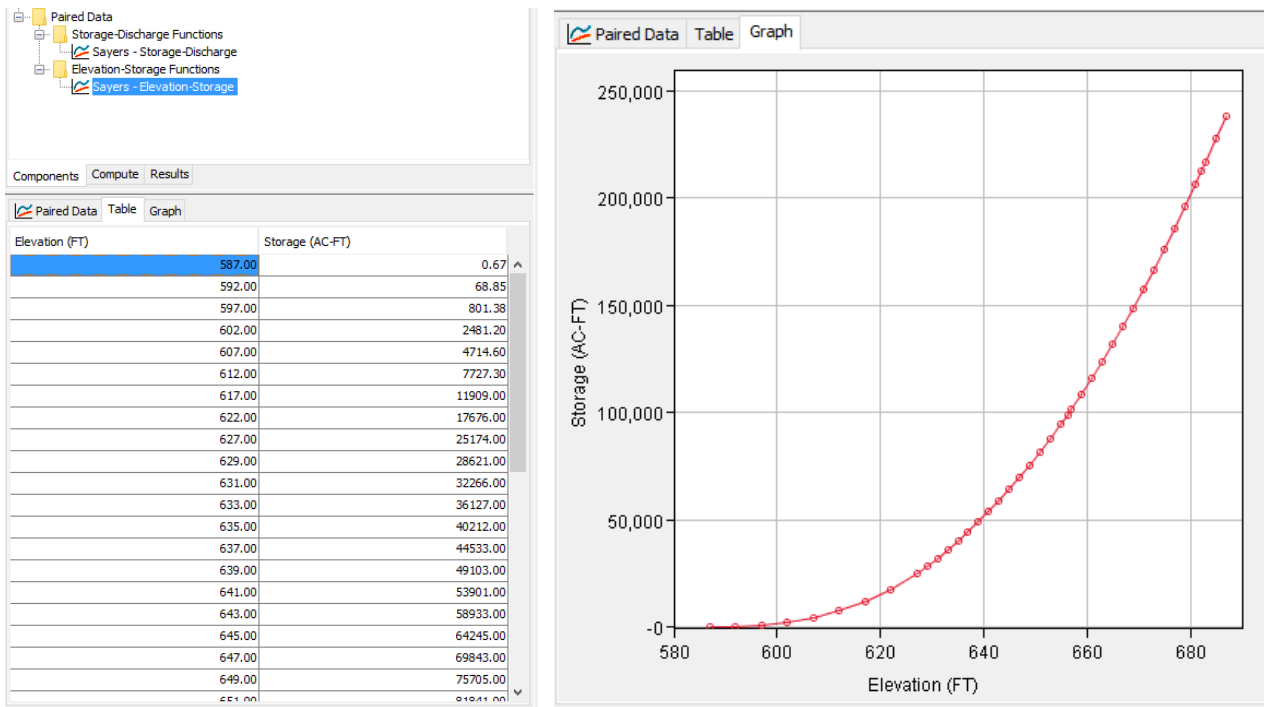 Paired Data
Storage-Discharge Functions
Sayers - Storage-Discharge
Elevation-Storage Functions
Sayers - Elevation-Storage
Components Compute Results
Paired Data Table Graph
Elevation (FT) Storage (AC-FT)
587.00 0.67
592.00 68.85
597.00 801.38
602.00 2481.20
607.00 4714.60
612.00 7727.30
617.00 11909.00
622.00 17676.00
627.00 25174.00
629.00 28621.00
631.00 32266.00
633.00 36127.00
635.00 40212.00
637.00 44533.00
639.00 49103.00
641.00 53901.00
643.00 58933.00
645.00 64245.00
647.00 69843.00
649.00 75705.00
651.00 81841.00
Paired Data Table Graph
250,000
200,000
150,000
100,000
50,000
-0
Storage (AC-FT)
580 600 620 640 660 680
Elevation (FT)